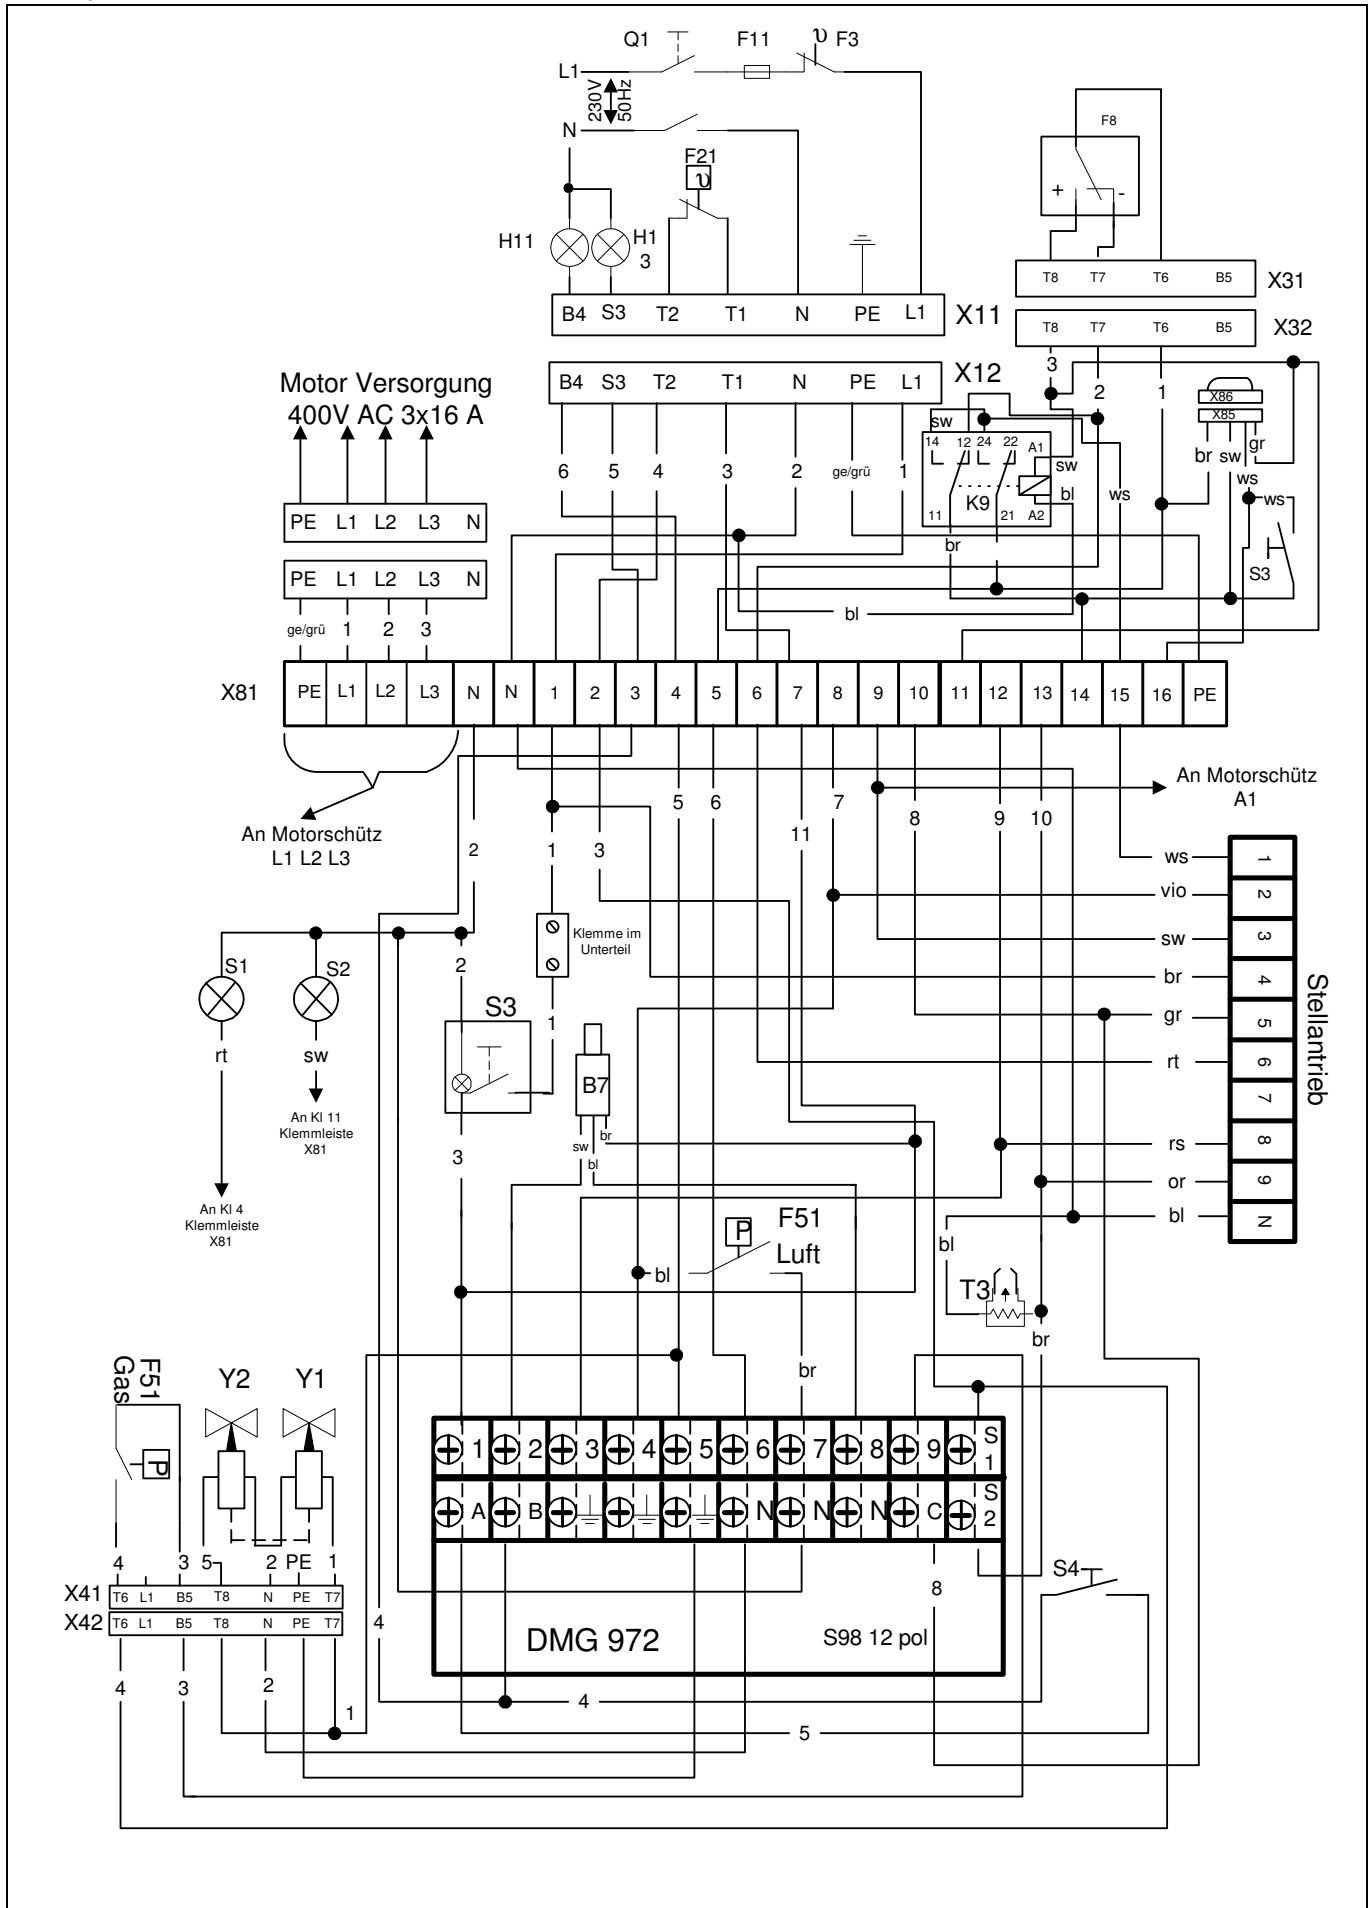 Q1 F11 υ F3
L1
230V
50Hz
N
F21
υ
F8
+ -
H11
H1
3
T8 T7 T6 B5 X31
B4 S3 T2 T1 N PE L1 X11
T8 T7 T6 B5 X32
3 2 1
B4 S3 T2 T1 N PE L1 X12
Motor Versorgung
400V AC 3x16 A
X86
X85
br sw ws gr
sw
14 12 24 22 A1
sw
K9
bl
11 21 A2
br
ws
ws
S3
6 5 4 3 2 ge/grü 1
PE L1 L2 L3 N
PE L1 L2 L3 N
ge/grü 1 2 3
bl
X81 PE L1 L2 L3 N N 1 2 3 4 5 6 7 8 9 10 11 12 13 14 15 16 PE
An Motorschütz
L1 L2 L3
An Motorschütz
A1
2 1 3 5 6 11 7 8 9 10
Klemme im
Unterteil
ws 1
vio 2
sw 3
br 4
gr 5
rt 6
7
rs 8
or 9
bl N
Stellantrieb
S1 S2
2
S3
1
rt sw
B7
br
sw
bl
An Kl 11
Klemmleiste
X81
3
An Kl 4
Klemmleiste
X81
P F51
Luft
bl
bl
T3
br
br
F51
Gas
Y2 Y1
P
1 2 3 4 5 6 7 8 9 S
1
A B N N N C S
2
4 3 5 2 PE 1
X41 T6 L1 B5 T8 N PE T7
X42 T6 L1 B5 T8 N PE T7
4
8
S4
DMG 972 S98 12 pol
4 3 2 1
4
5